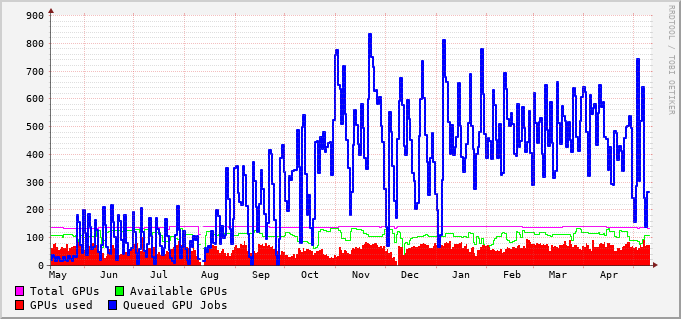 900
800
700
600
500
400
300
200
100
0
May Jun Jul Aug Sep Oct Nov Dec Jan Feb Mar Apr
Total GPUs Available GPUs
GPUs used Queued GPU Jobs
RRDTOOL / TOBI OETIKER